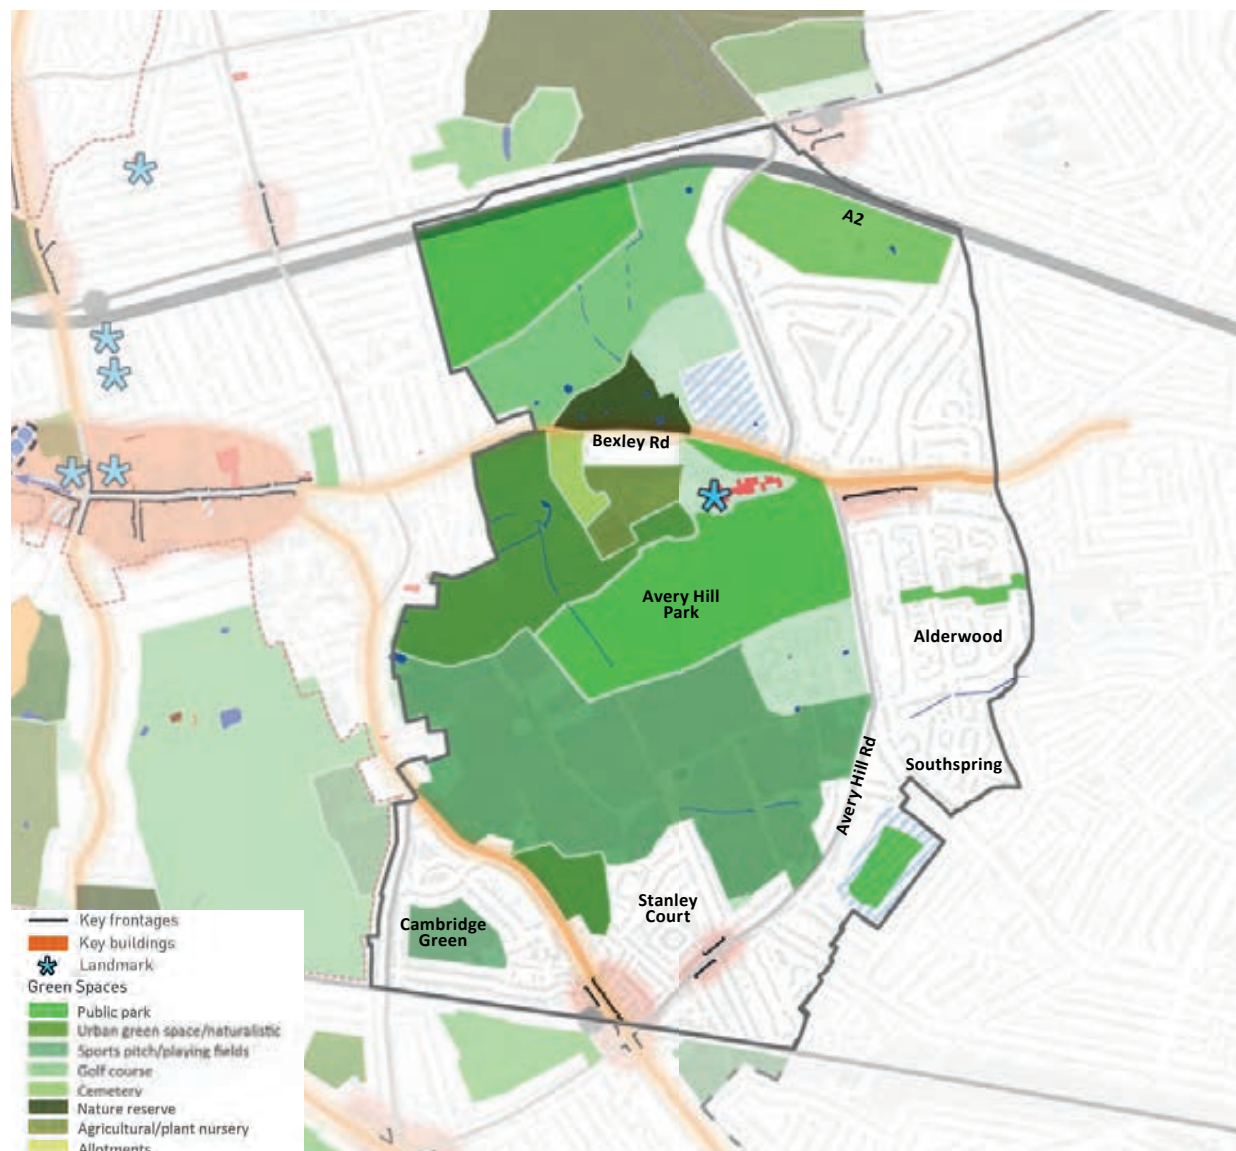 A2
Bexley Rd
Avery Hill
Park
Alderwood
Avery Hill Rd
Southspring
Stanley
Court
Cambridge
Green
Key frontages
Key buildings
Landmark
Green Spaces
Public park
Urban green space/naturalistic
Sports pitch/playing fields
Golf course
Cemetery
Nature reserve
Agricultural/plant nursery
Allotments